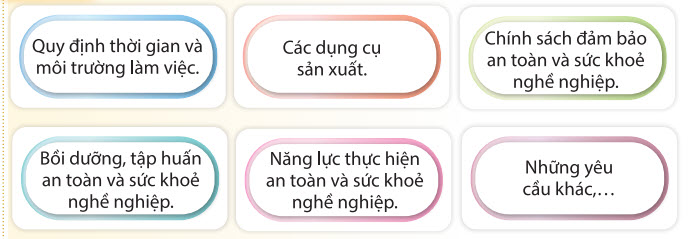 Quy định thời gian và
môi trường làm việc.
Các dụng cụ
sản xuất.
Chính sách đảm bảo
an toàn và sức khoẻ
nghề nghiệp.
Bồi dưỡng, tập huấn
an toàn và sức khoẻ
nghề nghiệp.
Năng lực thực hiện
an toàn và sức khoẻ
nghề nghiệp.
Những yêu
cầu khác,…